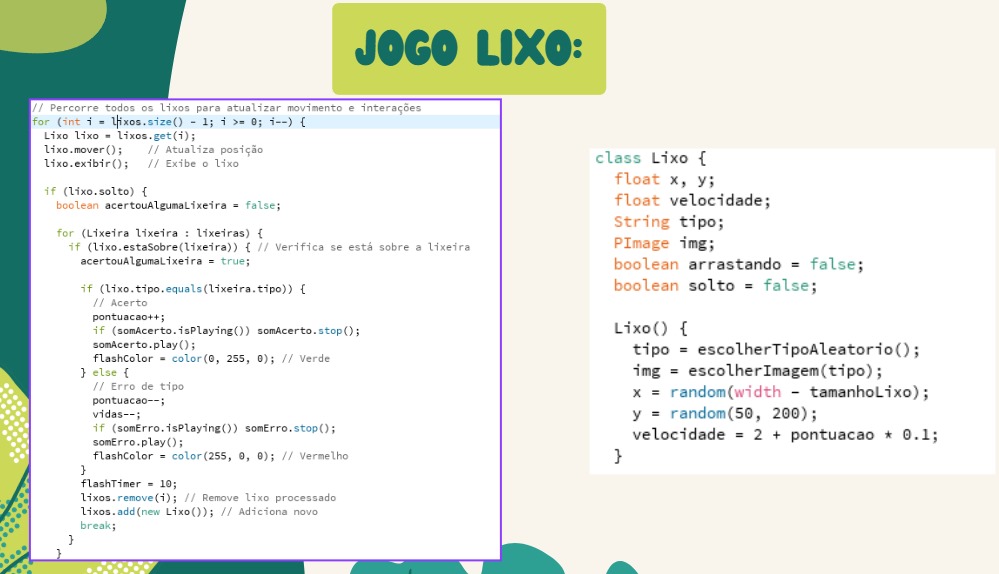 JOGO LIXO:
// Percorre todos os lixos para atualizar movimento e interações
for (int i = lixos.size() - 1; i >= 0; i--) {
  Lixo lixo = lixos.get(i);
  lixo.mover();    // Atualiza posição
  lixo.exibir();   // Exibe o lixo

  if (lixo.solto) {
    boolean acertouAlgumaLixeira = false;

    for (Lixeira lixeira : lixeiras) {
      if (lixo.estaSobre(lixeira)) { // Verifica se está sobre a lixeira
        acertouAlgumaLixeira = true;

        if (lixo.tipo.equals(lixeira.tipo)) {
          // Acerto
          pontuacao++;
          if (somAcerto.isPlaying()) somAcerto.stop();
          somAcerto.play();
          flashColor = color(0, 255, 0); // Verde
        } else {
          // Erro de tipo
          pontuacao--;
          vidas--;
          if (somErro.isPlaying()) somErro.stop();
          somErro.play();
          flashColor = color(255, 0, 0); // Vermelho
        }
        flashTimer = 10;
        lixos.remove(i); // Remove lixo processado
        lixos.add(new Lixo()); // Adiciona novo
        break;
      }
    }
class Lixo {
  float x, y;
  float velocidade;
  String tipo;
  PImage img;
  boolean arrastando = false;
  boolean solto = false;

  Lixo() {
    tipo = escolherTipoAleatorio();
    img = escolherImagem(tipo);
    x = random(width - tamanhoLixo);
    y = random(50, 200);
    velocidade = 2 + pontuacao * 0.1;
  }